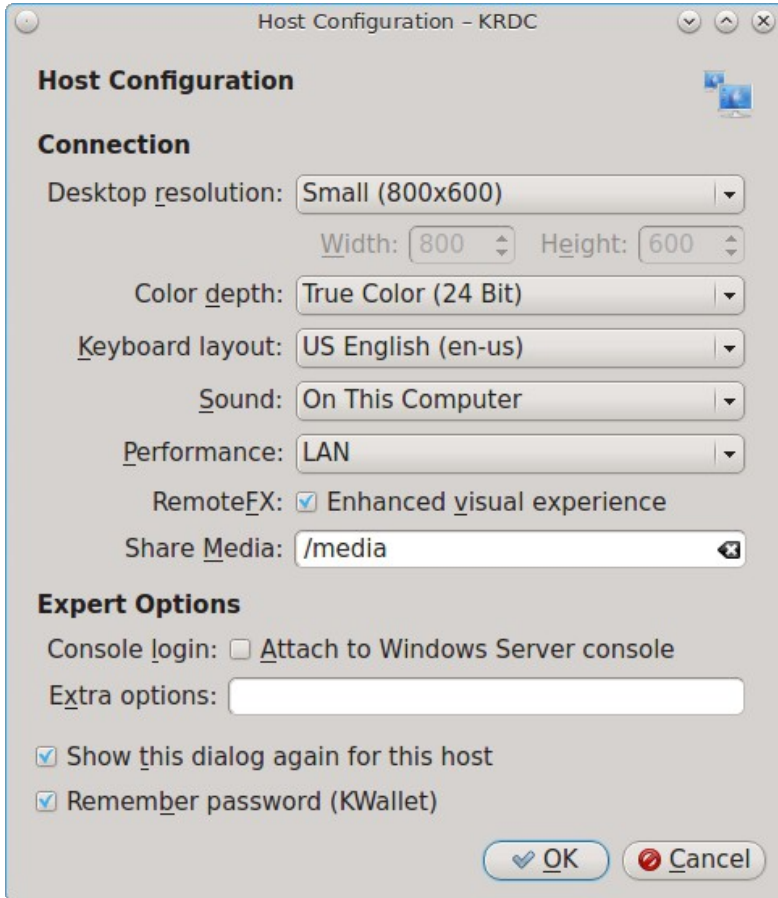 Host Configuration – KRDC
Host Configuration
Connection
Desktop resolution: Small (800x600)
Width: 800 Height: 600
Color depth: True Color (24 Bit)
Keyboard layout: US English (en-us)
Sound: On This Computer
Performance: LAN
RemoteFX: Enhanced visual experience
Share Media: /media
Expert Options
Console login: Attach to Windows Server console
Extra options:
Show this dialog again for this host
Remember password (KWallet)
OK Cancel